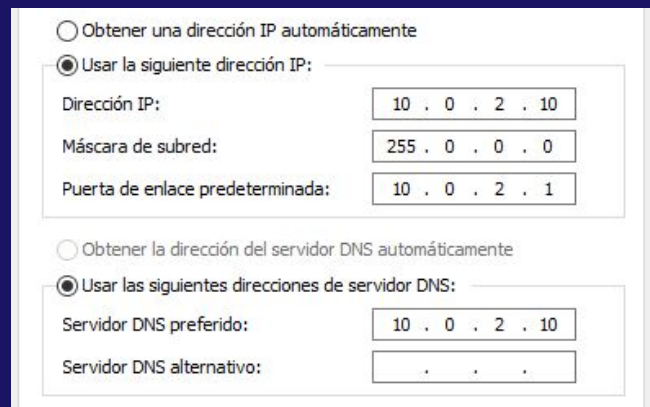 Obtener una dirección IP automáticamente
Usar la siguiente dirección IP:
Dirección IP: 10 . 0 . 2 . 10
Máscara de subred: 255 . 0 . 0 . 0
Puerta de enlace predeterminada: 10 . 0 . 2 . 1
Obtener la dirección del servidor DNS automáticamente
Usar las siguientes direcciones de servidor DNS:
Servidor DNS preferido: 10 . 0 . 2 . 10
Servidor DNS alternativo: . . .